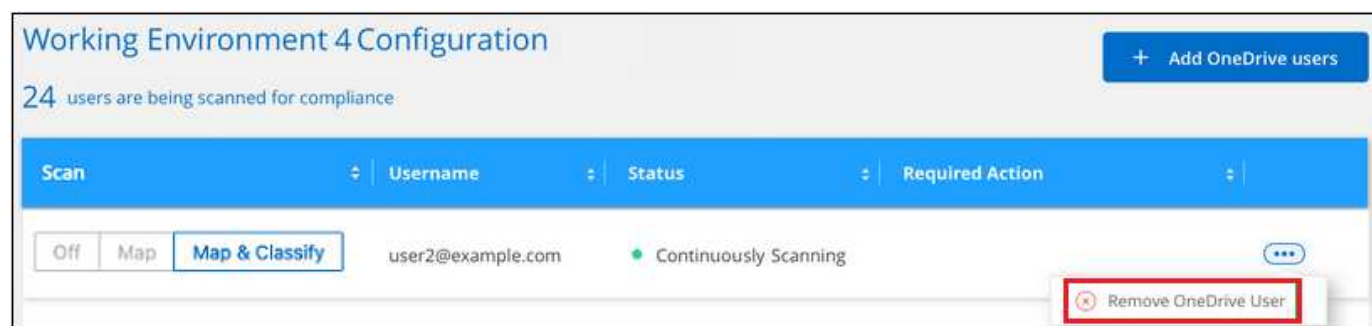 Working Environment 4 Configuration
+ Add OneDrive users
24 users are being scanned for compliance
Scan Username Status Required Action
Off Map Map & Classify user2@example.com Continuously Scanning
Remove OneDrive User